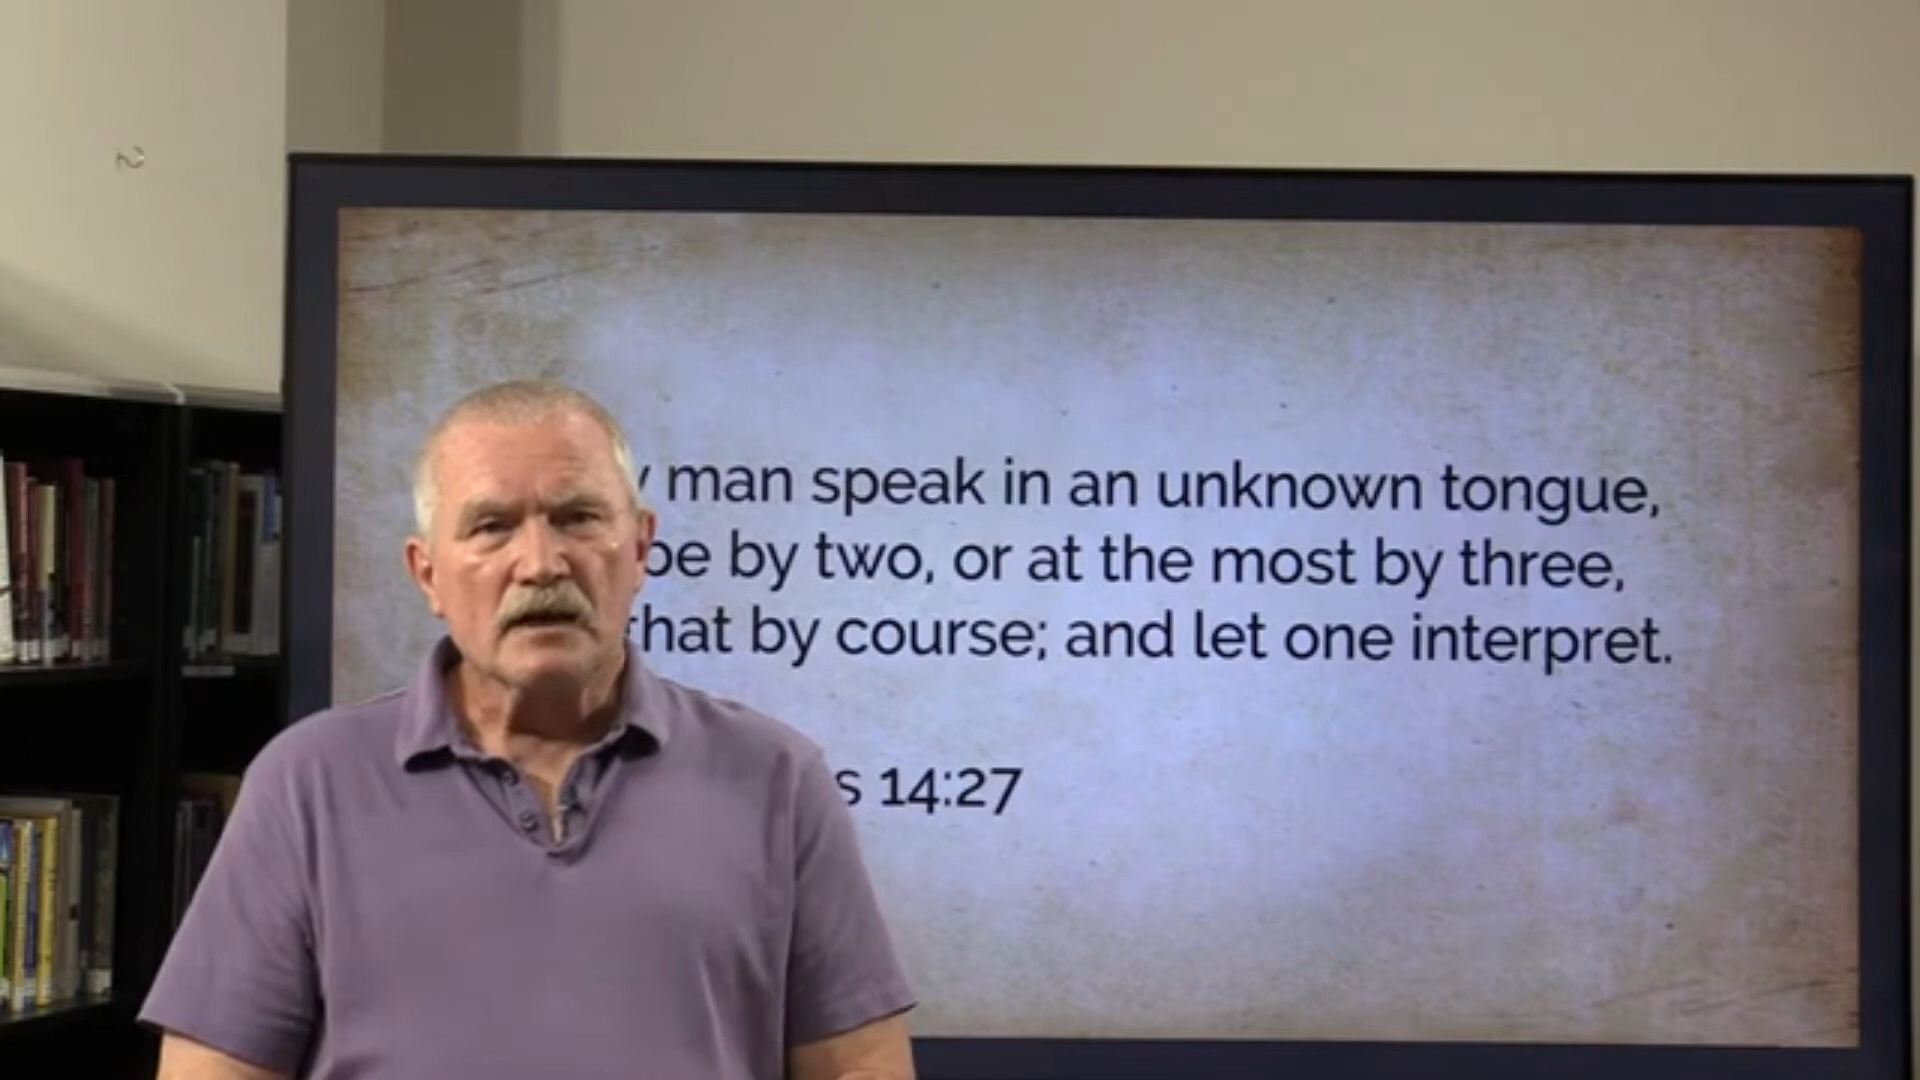 man speak in an unknown tongue,
be by two, or at the most by three,
that by course; and let one interpret.
s 14:27